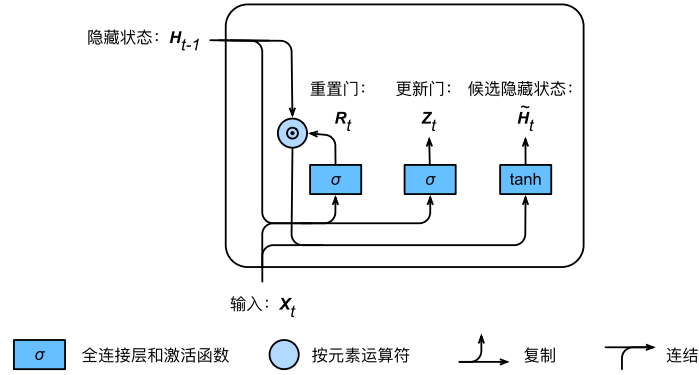 隐藏状态：H_{t-1}
重置门： 更新门： 候选隐藏状态：
R_t Z_t H̃_t
σ σ tanh
输入：X_t
σ 全连接层和激活函数 按元素运算符 复制 连结